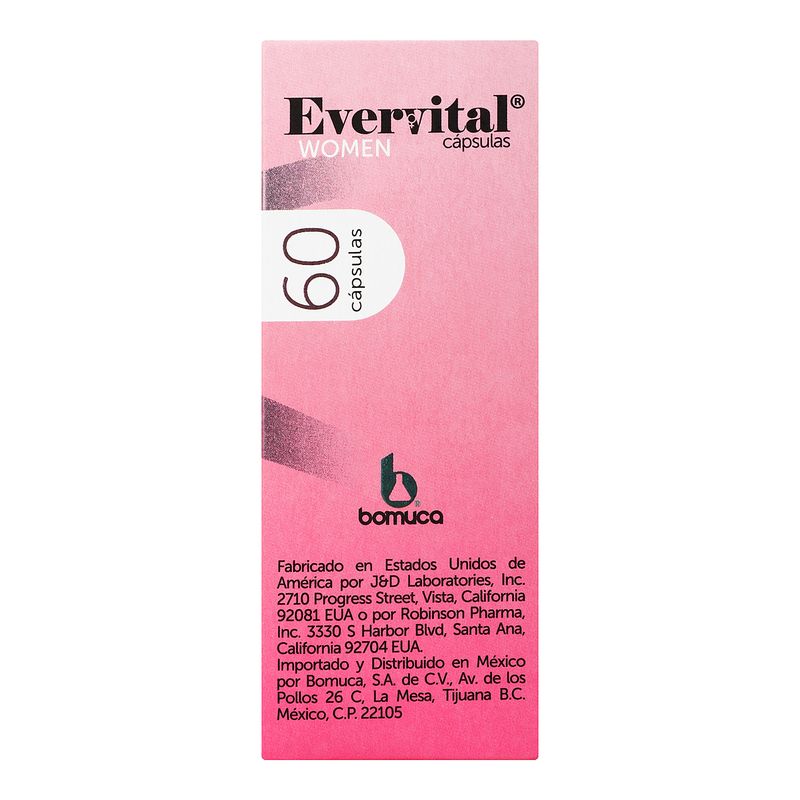 Evervital®
WOMEN
cápsulas
60
cápsulas
bomuca®
Fabricado en Estados Unidos de
América por J&D Laboratories, Inc.
2710 Progress Street, Vista, California
92081 EUA o por Robinson Pharma,
Inc. 3330 S Harbor Blvd, Santa Ana,
California 92704 EUA.
Importado y Distribuido en México
por Bomuca, S.A. de C.V., Av. de los
Pollos 26 C, La Mesa, Tijuana B.C.
México, C.P. 22105